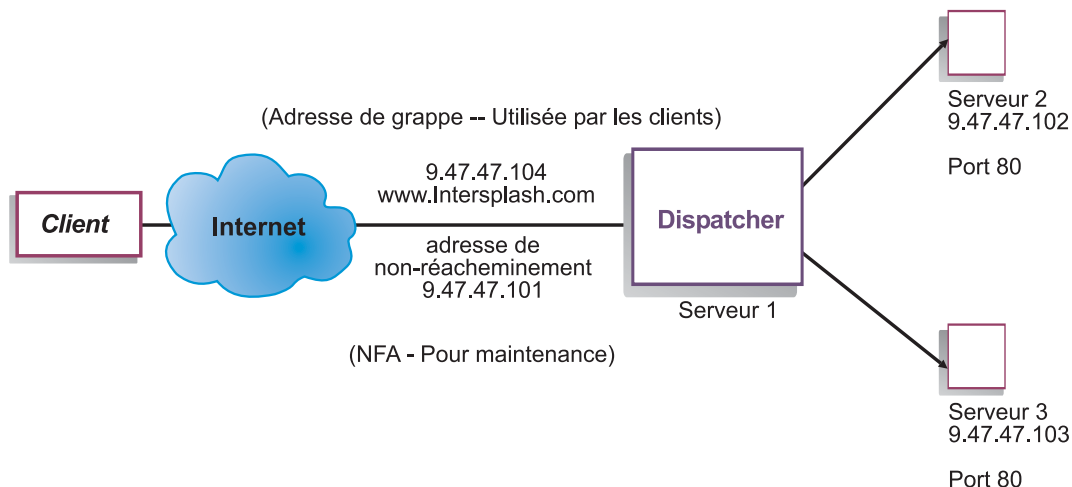 (Adresse de grappe -- Utilisée par les clients)
9.47.47.104
www.Intersplash.com
Client
Internet
adresse de
non-réacheminement
9.47.47.101
(NFA - Pour maintenance)
Dispatcher
Serveur 1
Serveur 2
9.47.47.102
Port 80
Serveur 3
9.47.47.103
Port 80